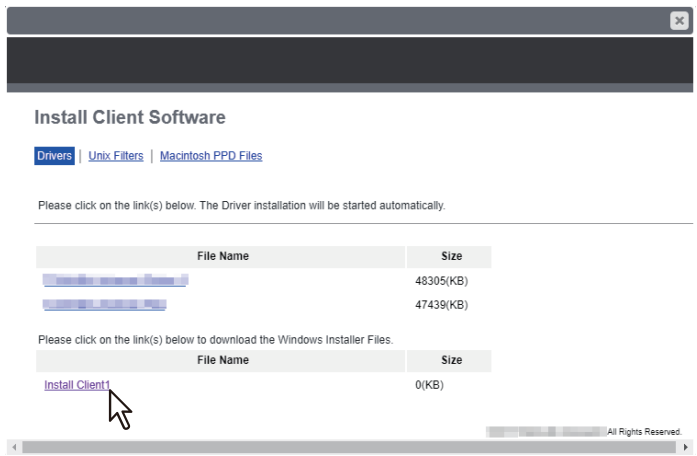 Install Client Software
Drivers | Unix Filters | Macintosh PPD Files
Please click on the link(s) below. The Driver installation will be started automatically.
File Name Size
48305(KB)
47439(KB)
Please click on the link(s) below to download the Windows Installer Files.
File Name Size
Install Client1 0(KB)
All Rights Reserved.